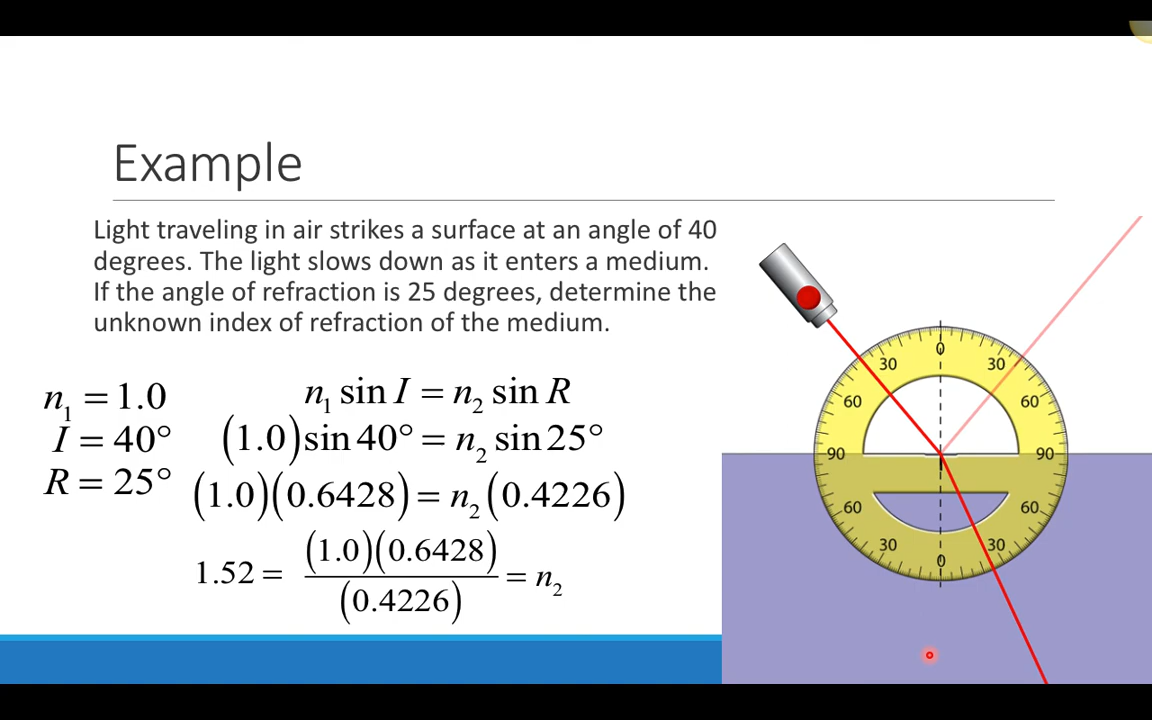 Example
Light traveling in air strikes a surface at an angle of 40
degrees. The light slows down as it enters a medium.
If the angle of refraction is 25 degrees, determine the
unknown index of refraction of the medium.
n₁ = 1.0
I = 40°
R = 25°
n₁ sin I = n₂ sin R
(1.0)sin 40° = n₂ sin 25°
(1.0)(0.6428) = n₂(0.4226)
1.52 = (1.0)(0.6428) / (0.4226) = n₂
0
30 30
60 60
90 90
60 60
30 30
0